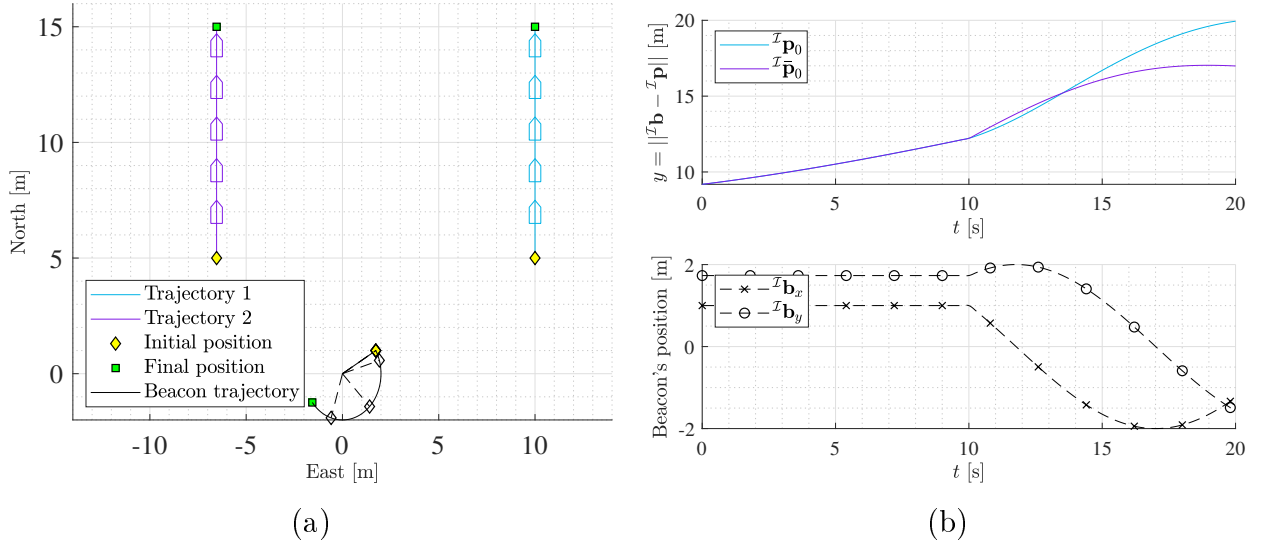 15
10
5
0
North [m]
-10
-5
0
5
10
East [m]
Trajectory 1
Trajectory 2
Initial position
Final position
Beacon trajectory
(a)
20
15
10
y = ||ᴵb − ᴵp|| [m]
ᴵp₀
ᴵp̄₀
0
5
10
15
20
t [s]
2
0
-2
Beacon's position [m]
ᴵbₓ
ᴵb_y
0
5
10
15
20
t [s]
(b)